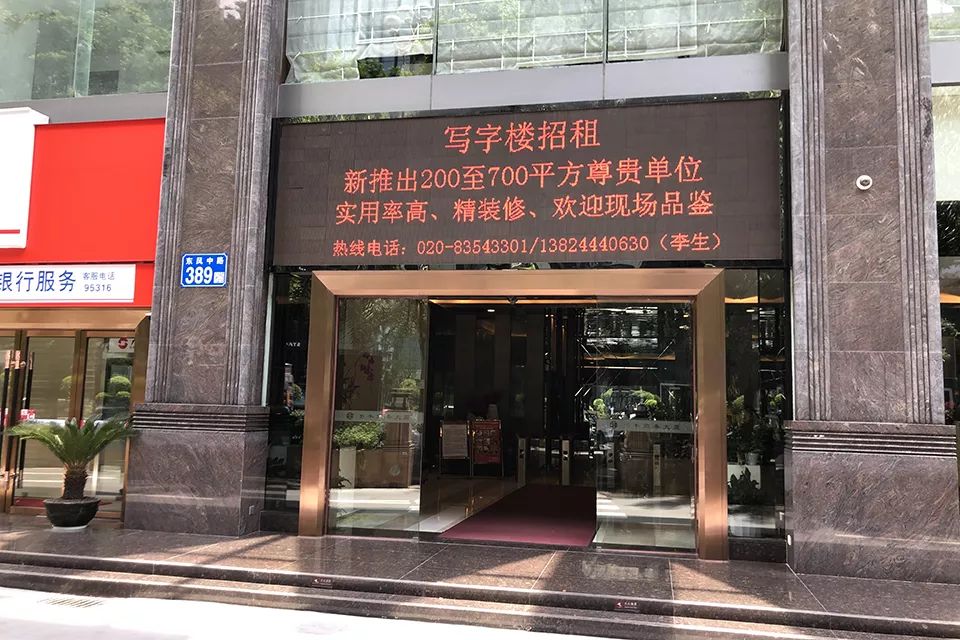 写字楼招租
新推出200至700平方尊贵单位
实用率高、精装修、欢迎现场品鉴
热线电话：020-83543301/13824440630（李生）
东风中路
389
银行服务
客服电话
95316